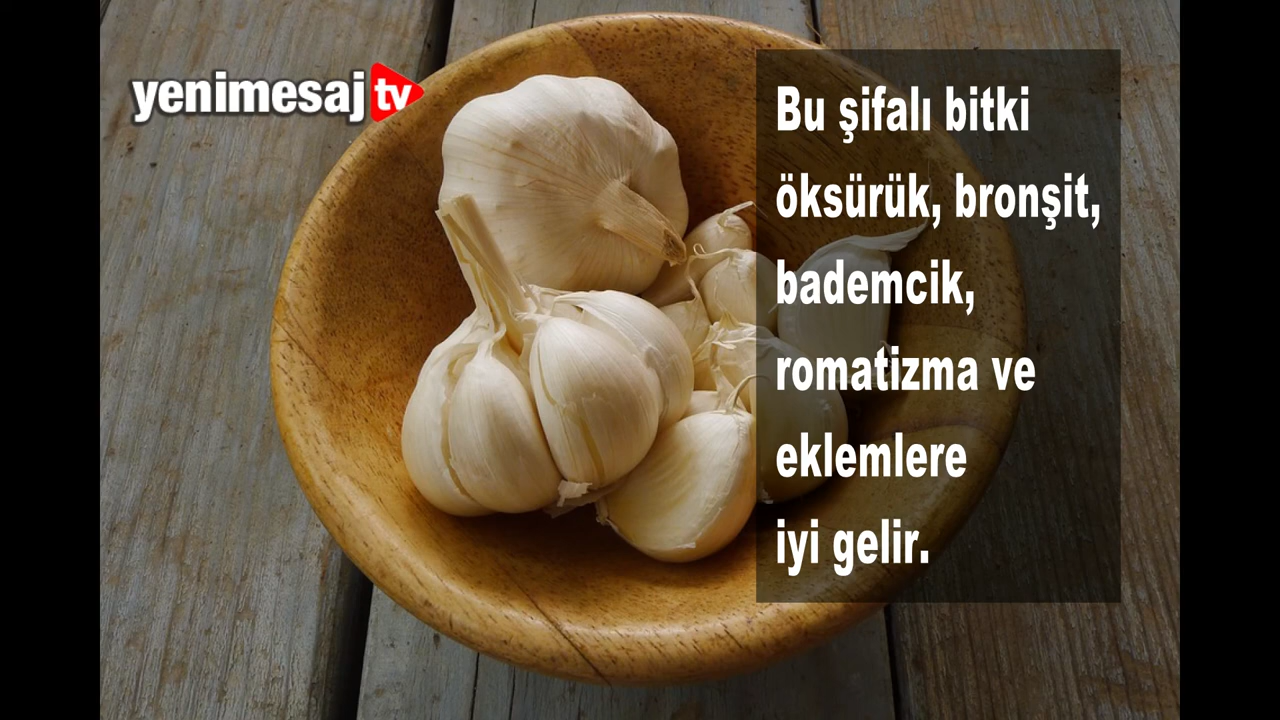 yenimesaj tv
Bu şifalı bitki
öksürük, bronşit,
bademcik,
romatizma ve
eklemlere
iyi gelir.